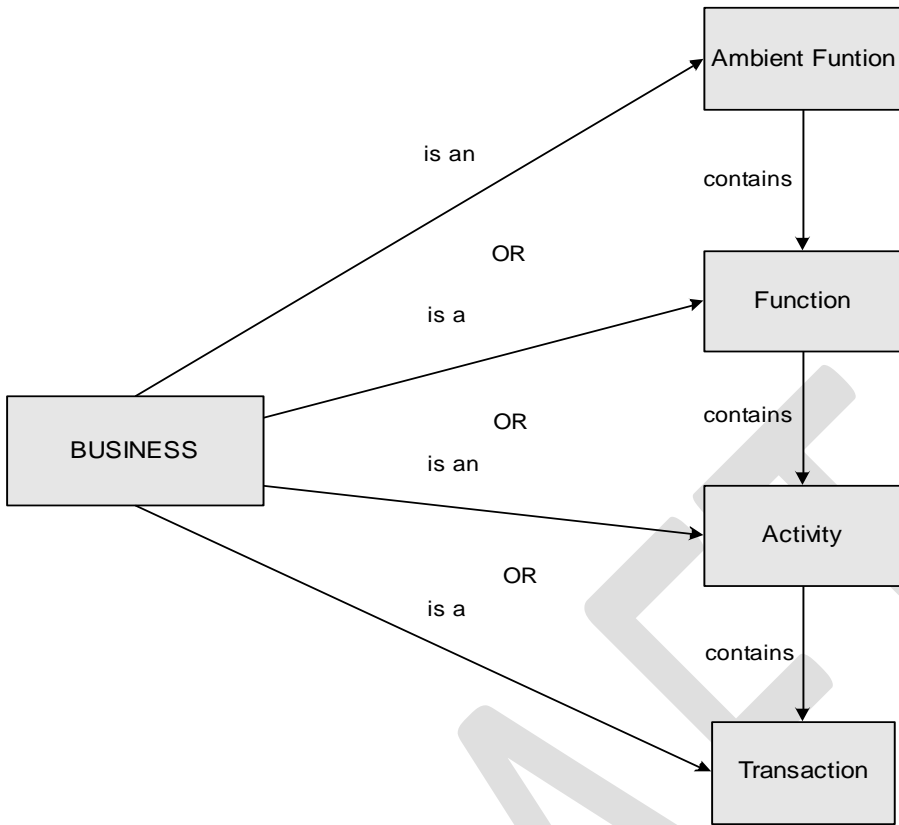 Ambient Funtion
is an
contains
OR
Function
is a
contains
OR
BUSINESS
is an
Activity
OR
is a
contains
Transaction